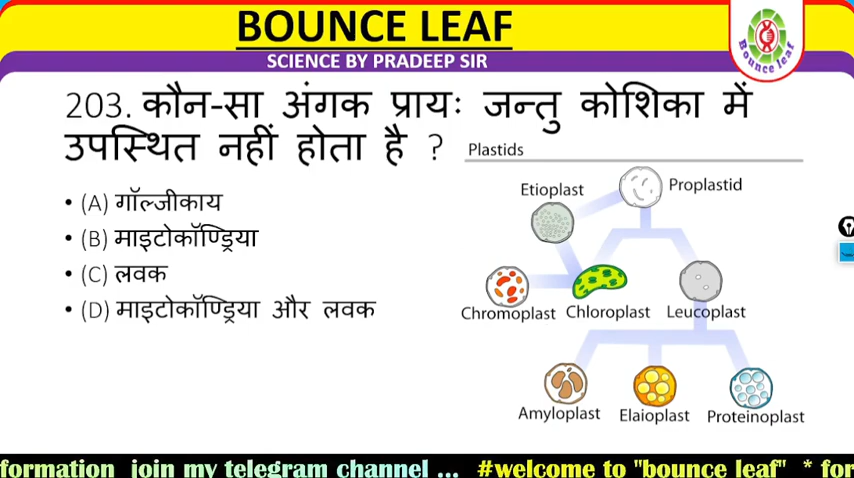 BOUNCE LEAF
SCIENCE BY PRADEEP SIR
Bounce leaf
203. कौन-सा अंगक प्रायः जन्तु कोशिका में
उपस्थित नहीं होता है ?
• (A) गॉल्जीकाय
• (B) माइटोकॉण्ड्रिया
• (C) लवक
• (D) माइटोकॉण्ड्रिया और लवक
Plastids
Etioplast
Proplastid
Chromoplast Chloroplast Leucoplast
Amyloplast Elaioplast Proteinoplast
formation join my telegram channel ... #welcome to "bounce leaf" * for